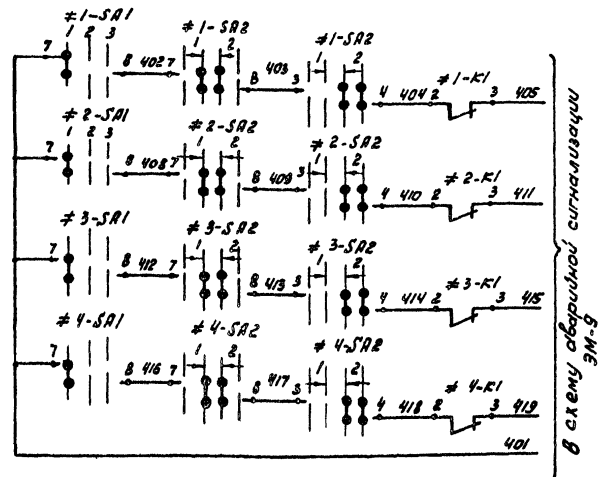 ≠1-SA1
1 2 3
7
8 402 7
≠1-SA2
1 2
8 403 3
≠1-SA2
1 2
4 404 2
≠1-K1
3 405
≠2-SA1
1 2 3
7
8 408 7
≠2-SA2
1 2
8 409 3
≠2-SA2
1 2
4 410 2
≠2-K1
3 411
≠3-SA1
7
8 412 7
≠3-SA2
1 2
8 413 3
≠3-SA2
1 2
4 414 2
≠3-K1
3 415
≠4-SA1
7
8 416 7
≠4-SA2
1 2
8 417 3
≠4-SA2
1 2
4 418 2
≠4-K1
3 419
401
в схему аварийной сигнализации
ЭМ-9